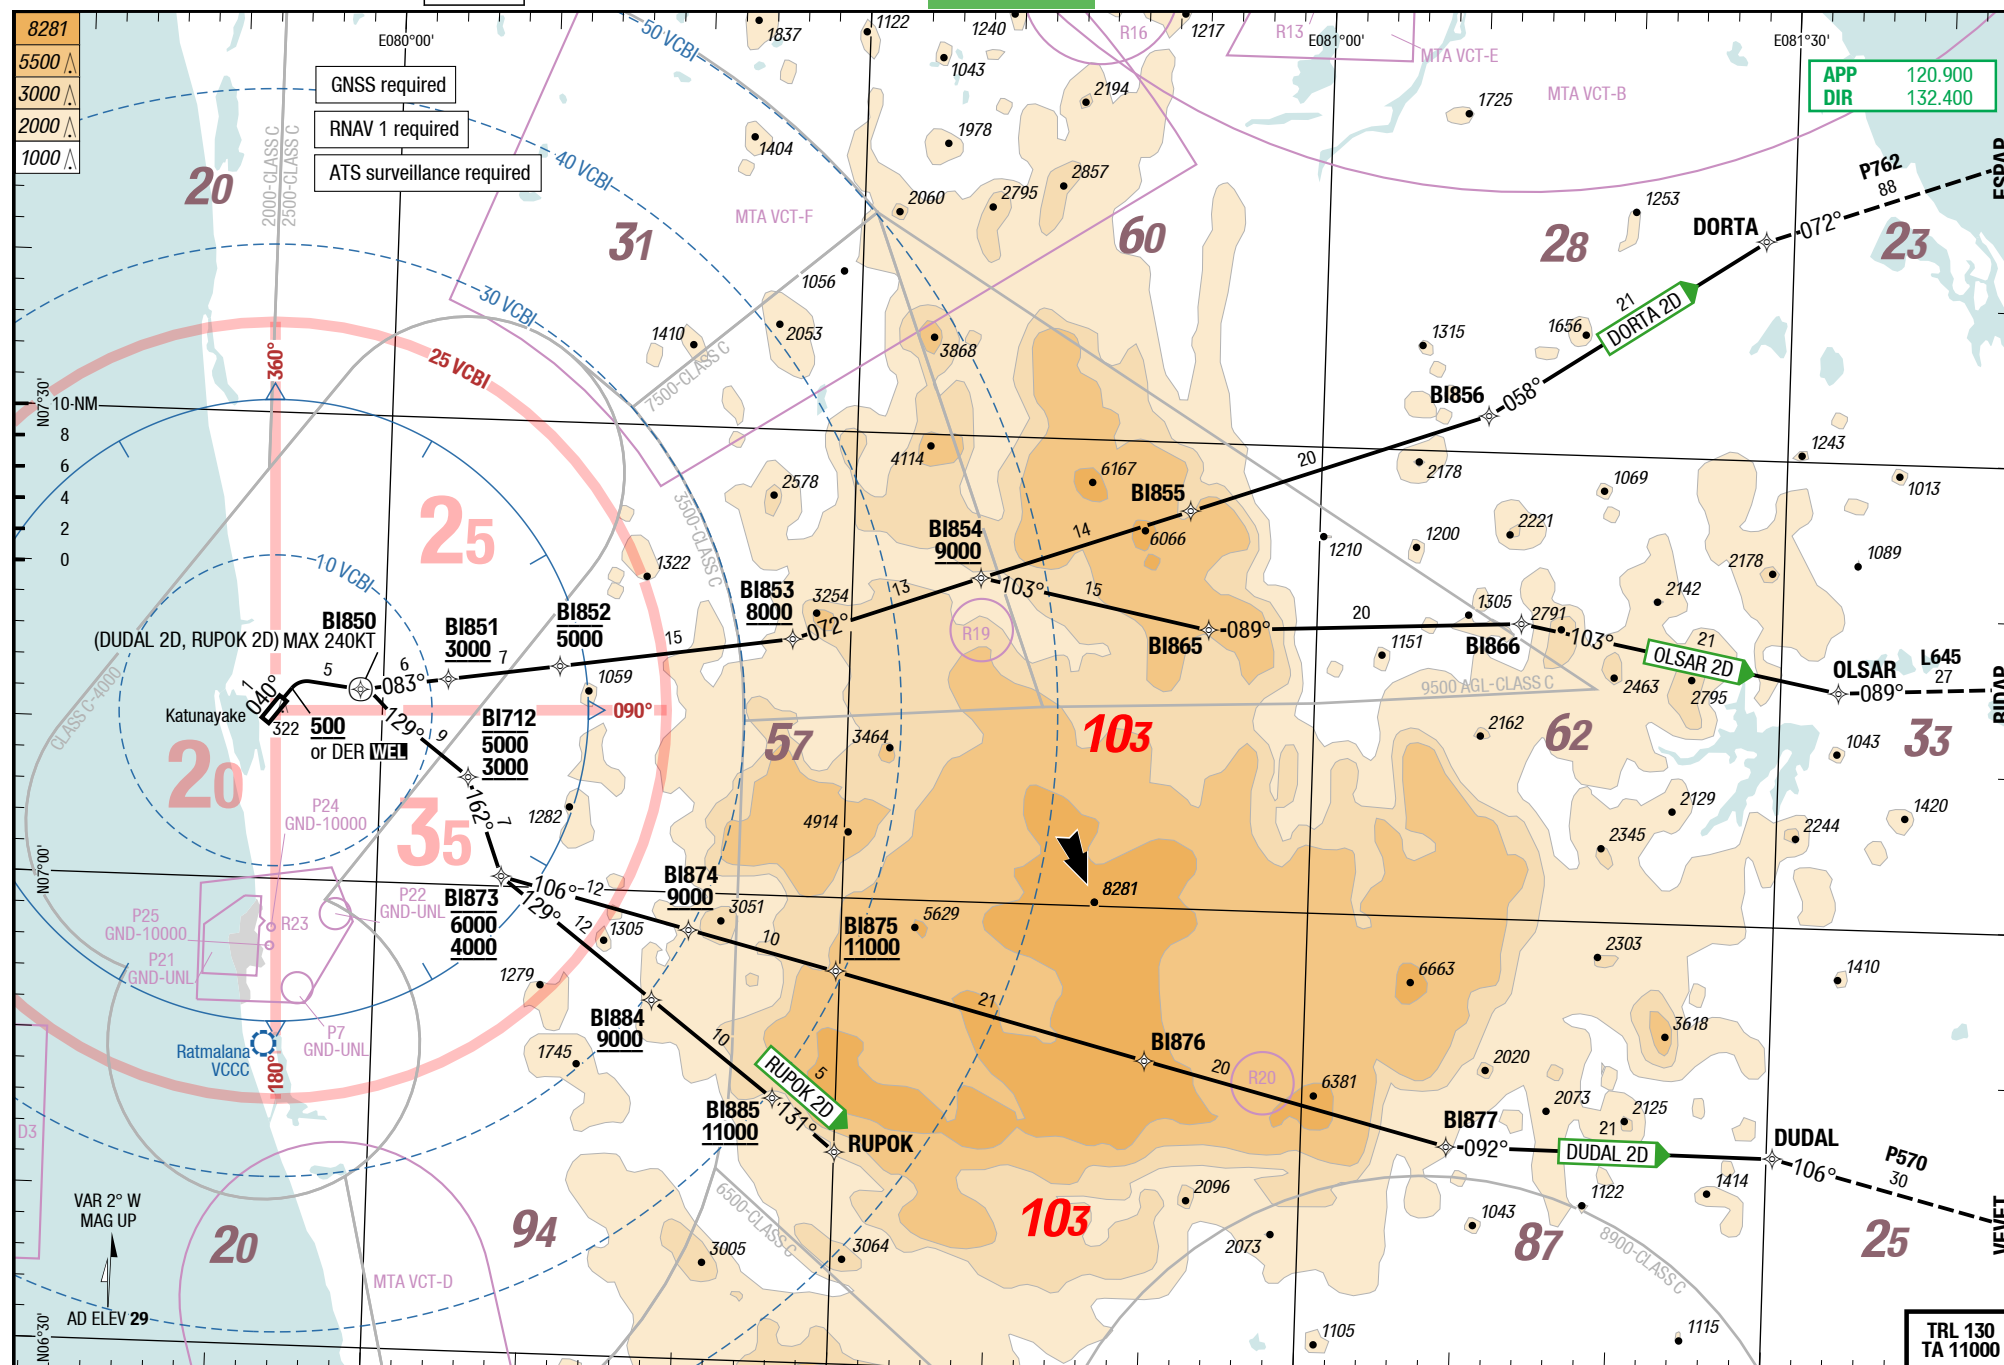 8281
5500
3000
2000
1000
E080°00'
E081°00'
E081°30'
GNSS required
RNAV 1 required
ATS surveillance required
APP 120.900
DIR 132.400
50 VCBI
40 VCBI
30 VCBI
25 VCBI
10 VCBI
2000-CLASS C
2500-CLASS C
1837
1122
1240
1043
R16
1217
R13
MTA VCT-E
MTA VCT-B
1725
2194
1978
1404
2857
2795
2060
MTA VCT-F
20
31
60
28
23
1253
P762
88
ESPAR
DORTA
072°
21
DORTA 2D
1056
2053
1410
3868
7500-CLASS C
1315
1656
BI856
058°
360°
N07°30'
10-NM
8
6
4
2
0
25
4114
6167
2578
BI855
20
2178
1243
1013
1069
2221
1200
1210
1089
2178
2142
3500-CLASS C
BI854
9000
14
6066
1322
BI853
8000
3254
13
072°
103°
15
R19
BI865
089°
20
1305
2791
1151
BI866
103°
21
OLSAR 2D
2463
2795
OLSAR
L645
27
089°
BIDAR
9500 AGL-CLASS C
BI850
(DUDAL 2D, RUPOK 2D) MAX 240KT
BI851
3000
BI852
5000
15
5
6
083°
7
1059
1
040°
Katunayake
322
500
or DER WEL
129°
9
BI712
5000
3000
090°
CLASS C-4000
20
35
57
3464
103
62
2162
33
1043
162°
7
1282
4914
2129
2345
2244
1420
P24
GND-10000
N07°00'
BI873
6000
4000
106°
12
129°
12
BI874
9000
3051
8281
P22
GND-UNL
P25
GND-10000
R23
P21
GND-UNL
P7
GND-UNL
1305
10
BI875
11000
5629
2303
1410
6663
1279
BI884
9000
21
3618
Ratmalana
VCCC
180°
1745
10
RUPOK 2D
5
BI876
20
R20
6381
2020
2073
2125
D3
BI885
11000
131°
RUPOK
BI877
092°
21
DUDAL 2D
DUDAL
106°
P570
30
VEVET
VAR 2° W
MAG UP
20
94
6500-CLASS C
103
2096
2073
1043
1122
1414
87
8900-CLASS C
25
3005
3064
MTA VCT-D
AD ELEV 29
N06°30'
1105
1115
TRL 130
TA 11000